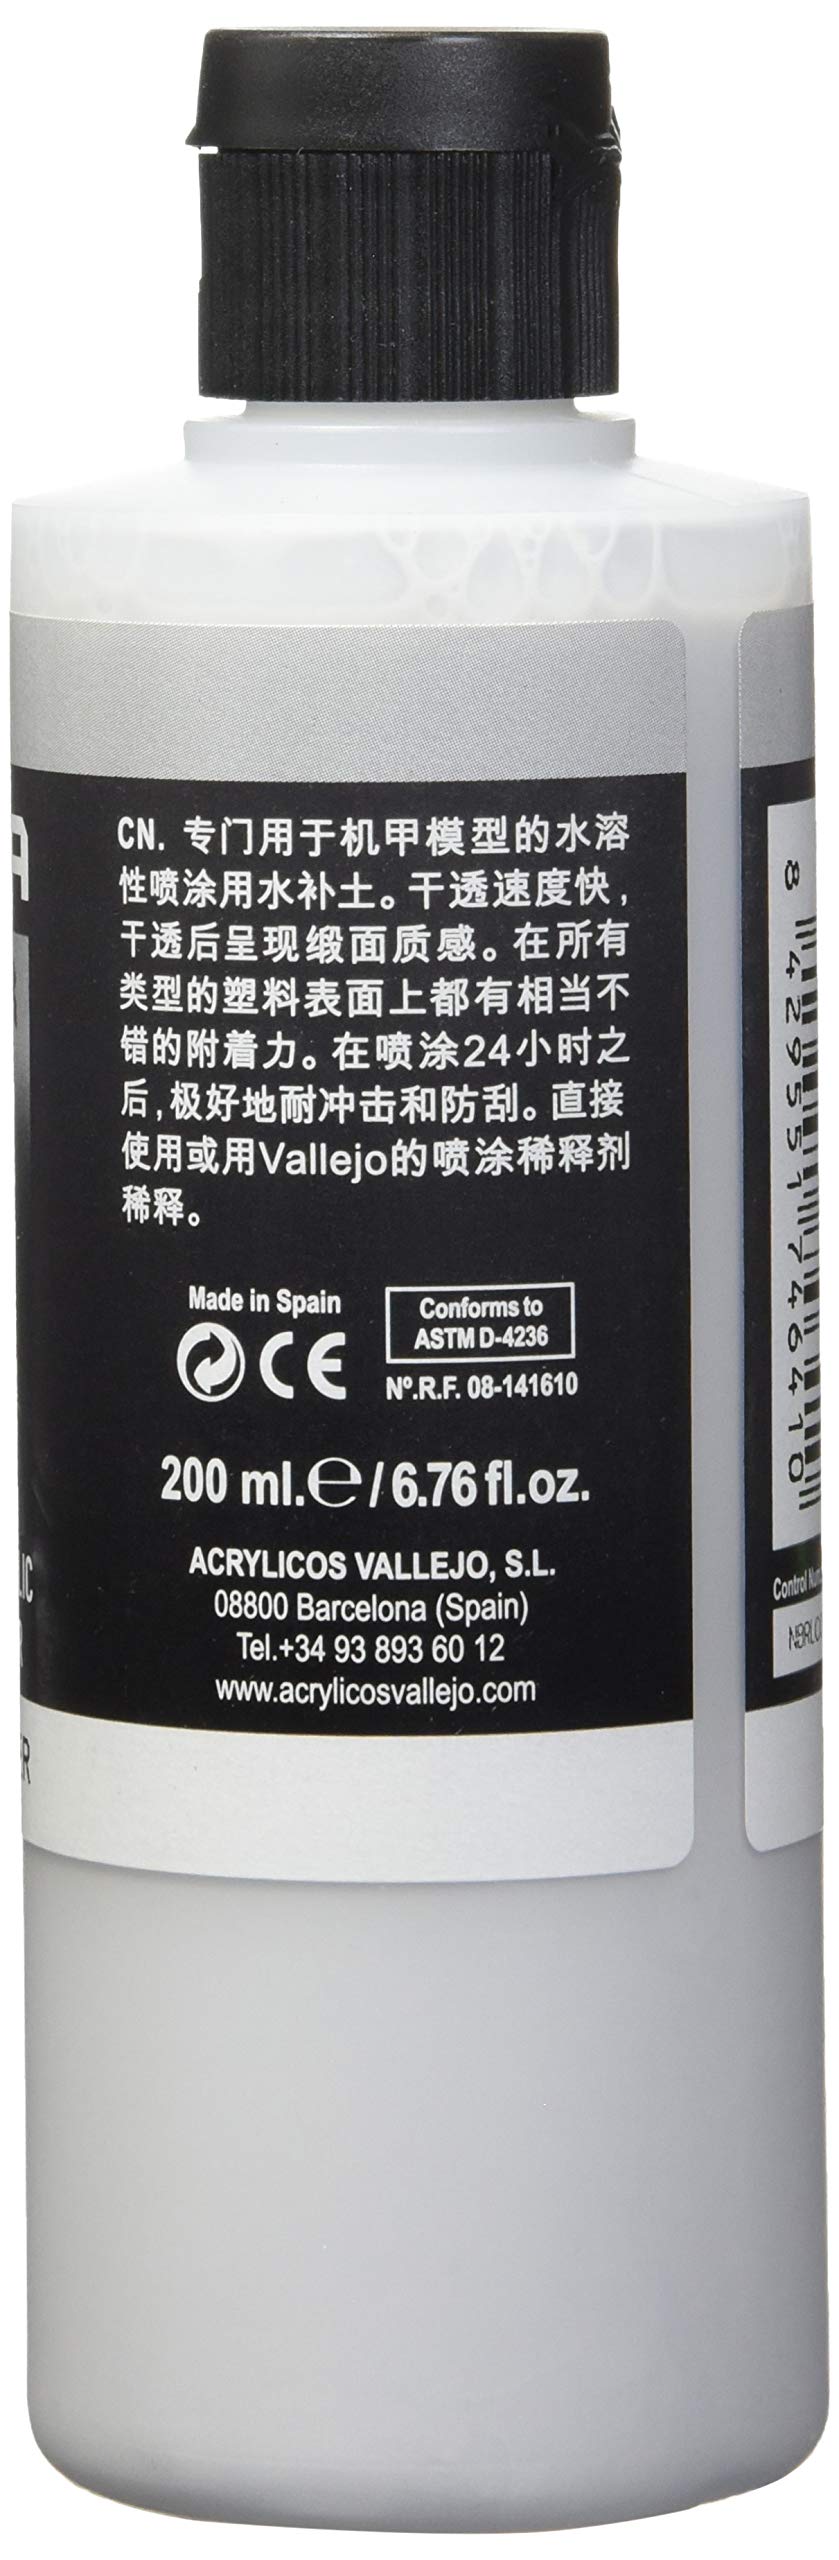 CN. 专门用于机甲模型的水溶
性喷涂用水补土。干透速度快,
干透后呈现缎面质感。在所有
类型的塑料表面上都有相当不
错的附着力。在喷涂24小时之
后,极好地耐冲击和防刮。直接
使用或用Vallejo的喷涂稀释剂
稀释。
Made in Spain
CE
Conforms to
ASTM D-4236
Nº.R.F. 08-141610
200 ml.℮/6.76 fl.oz.
ACRYLICOS VALLEJO, S.L.
08800 Barcelona (Spain)
Tel.+34 93 893 60 12
www.acrylicosvallejo.com
8 429551 746410
Control